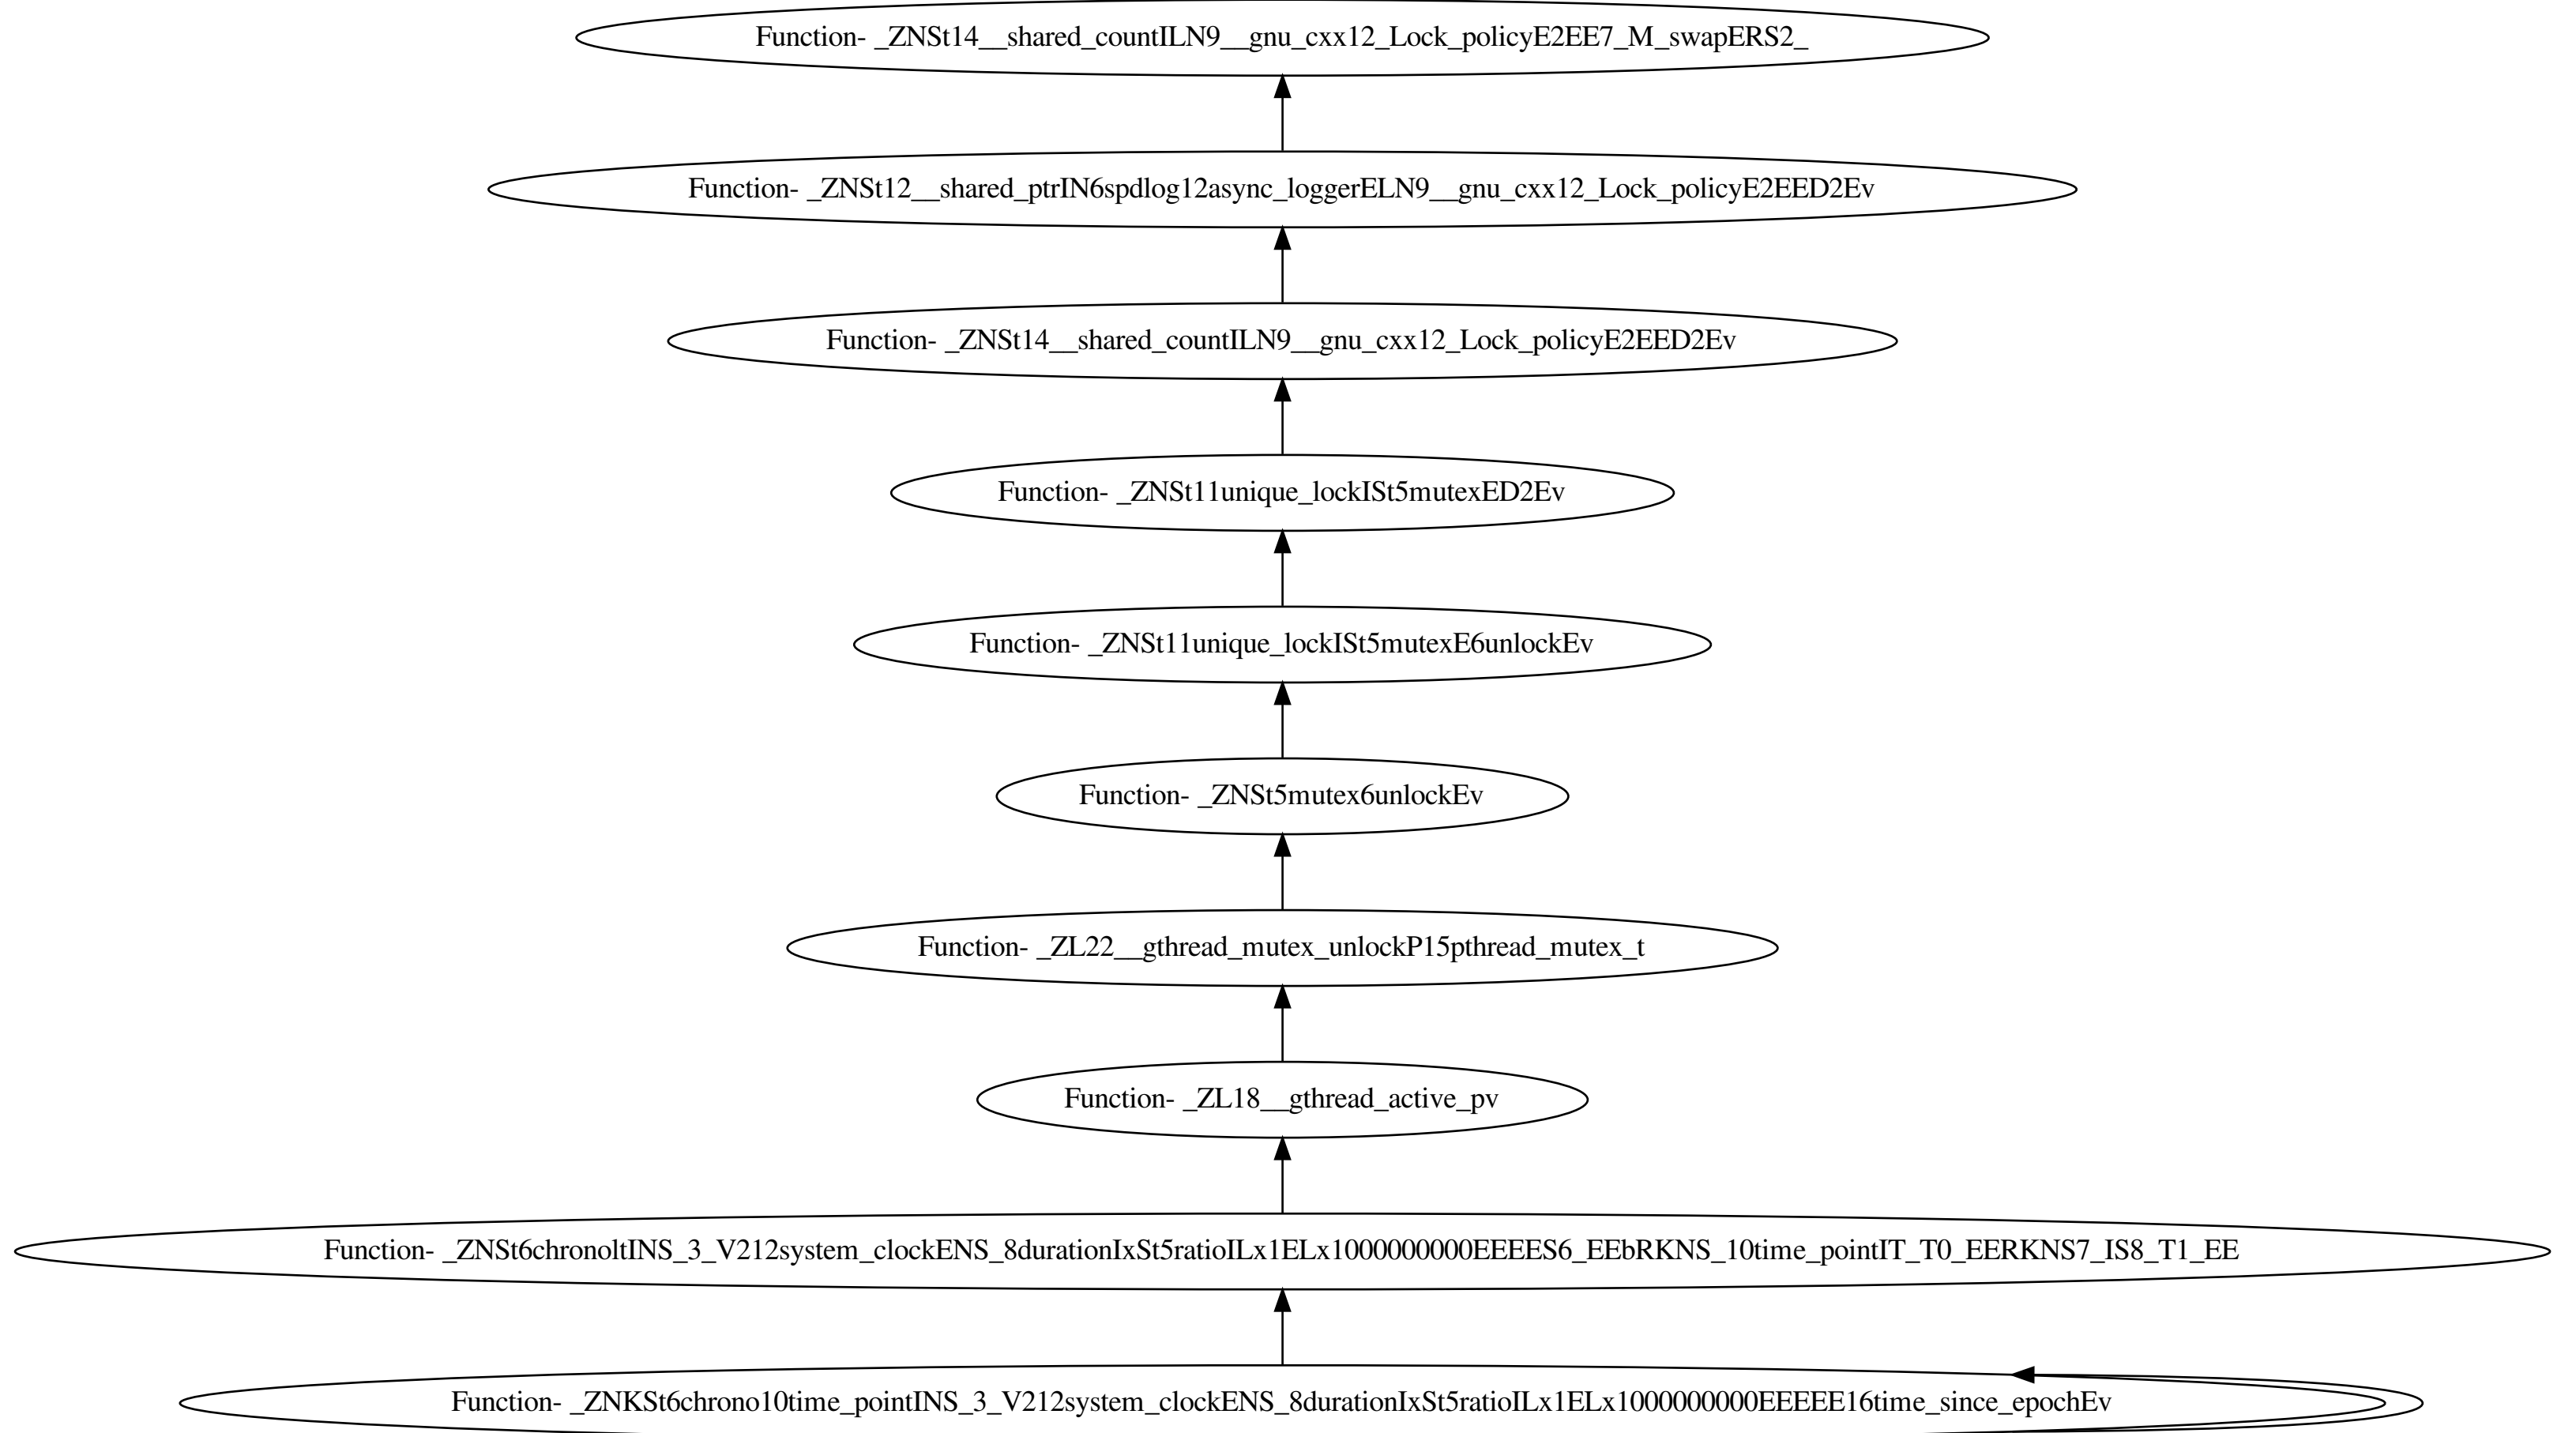 Function- _ZNSt14__shared_countILN9__gnu_cxx12_Lock_policyE2EE7_M_swapERS2_
Function- _ZNSt12__shared_ptrIN6spdlog12async_loggerELN9__gnu_cxx12_Lock_policyE2EED2Ev
Function- _ZNSt14__shared_countILN9__gnu_cxx12_Lock_policyE2EED2Ev
Function- _ZNSt11unique_lockISt5mutexED2Ev
Function- _ZNSt11unique_lockISt5mutexE6unlockEv
Function- _ZNSt5mutex6unlockEv
Function- _ZL22__gthread_mutex_unlockP15pthread_mutex_t
Function- _ZL18__gthread_active_pv
Function- _ZNSt6chronoltINS_3_V212system_clockENS_8durationIxSt5ratioILx1ELx1000000000EEEES6_EEbRKNS_10time_pointIT_T0_EERKNS7_IS8_T1_EE
Function- _ZNKSt6chrono10time_pointINS_3_V212system_clockENS_8durationIxSt5ratioILx1ELx1000000000EEEEE16time_since_epochEv